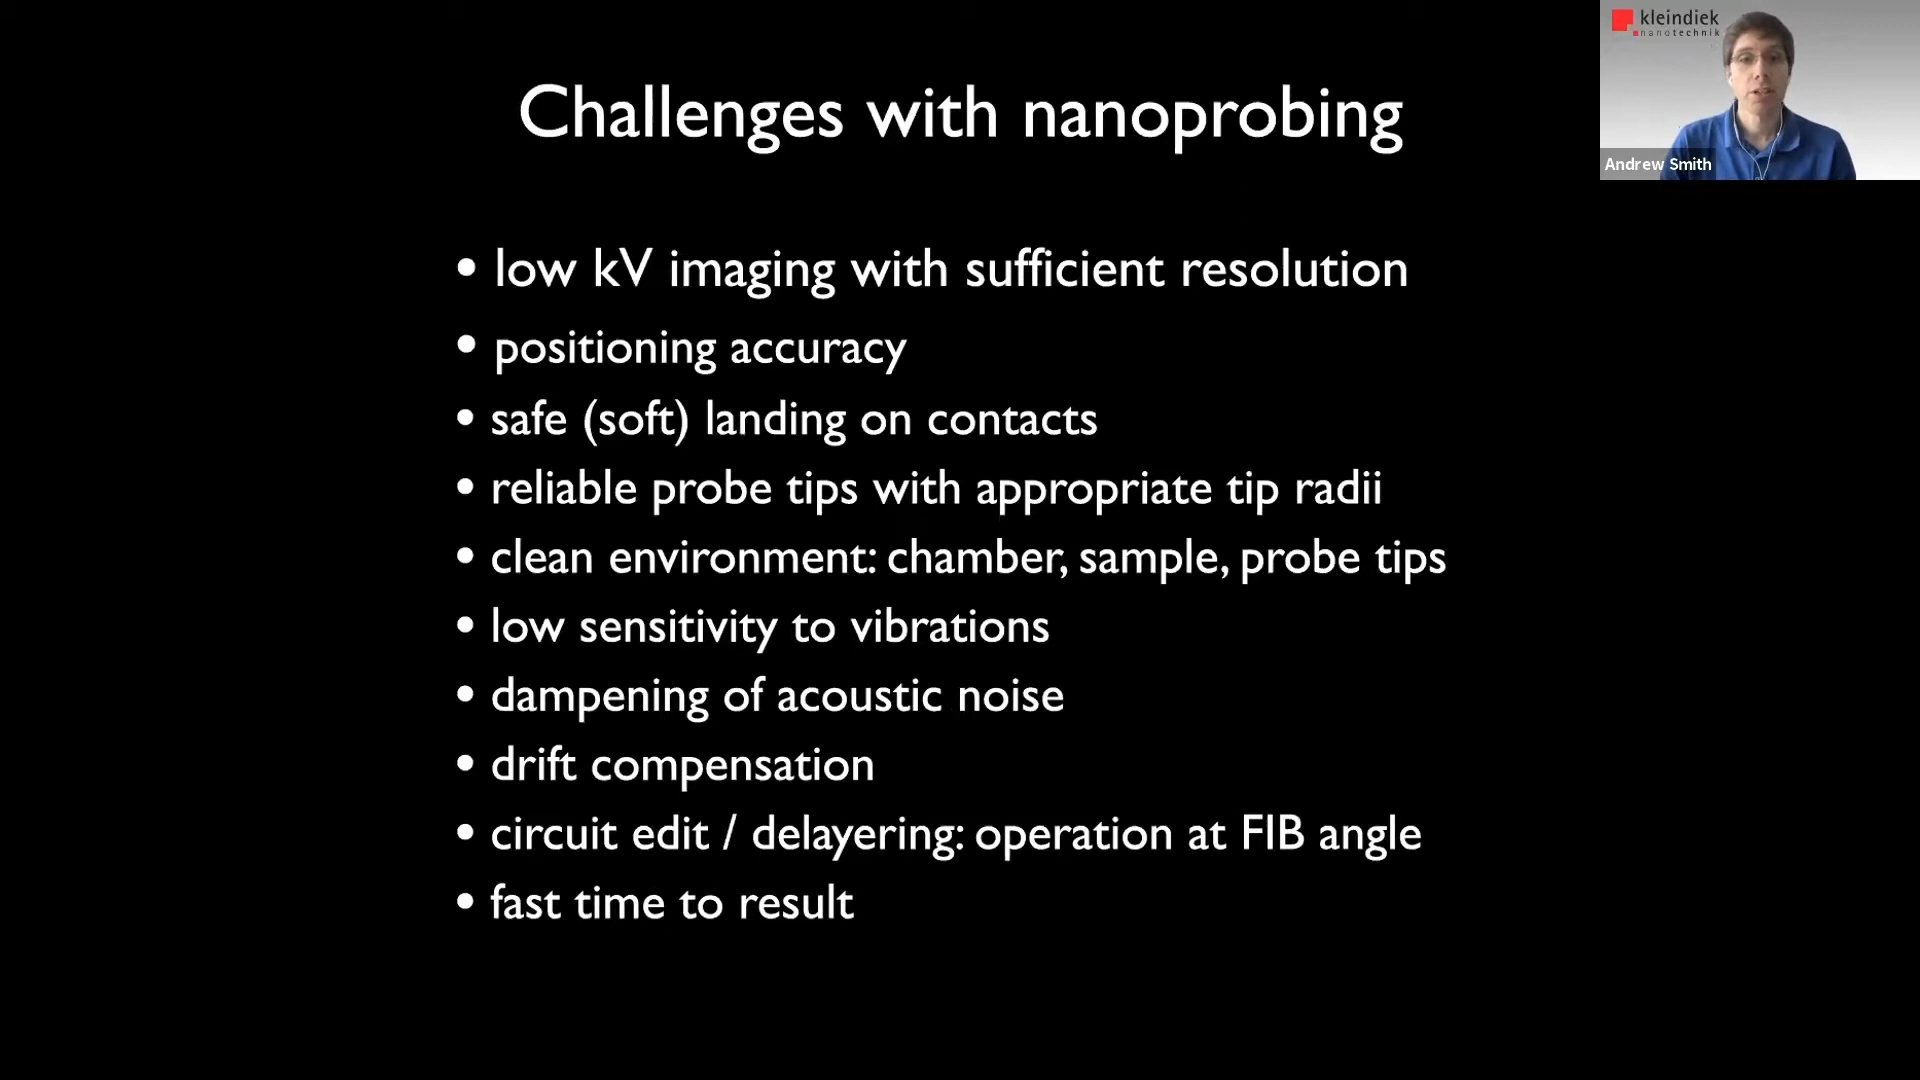 kleindiek
nanotechnik
Andrew Smith
Challenges with nanoprobing
• low kV imaging with sufficient resolution
• positioning accuracy
• safe (soft) landing on contacts
• reliable probe tips with appropriate tip radii
• clean environment: chamber, sample, probe tips
• low sensitivity to vibrations
• dampening of acoustic noise
• drift compensation
• circuit edit / delayering: operation at FIB angle
• fast time to result